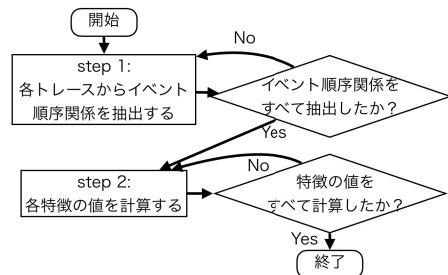 開始
No
step 1:
各トレースからイベント
順序関係を抽出する
イベント順序関係を
すべて抽出したか？
Yes
No
step 2:
各特徴の値を計算する
特徴の値を
すべて計算したか？
Yes
終了